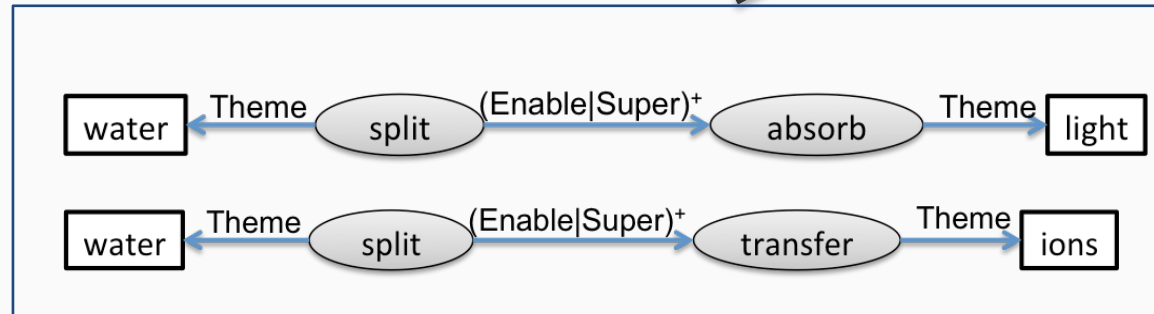 water Theme split (Enable|Super)+ absorb Theme light
water Theme split (Enable|Super)+ transfer Theme ions